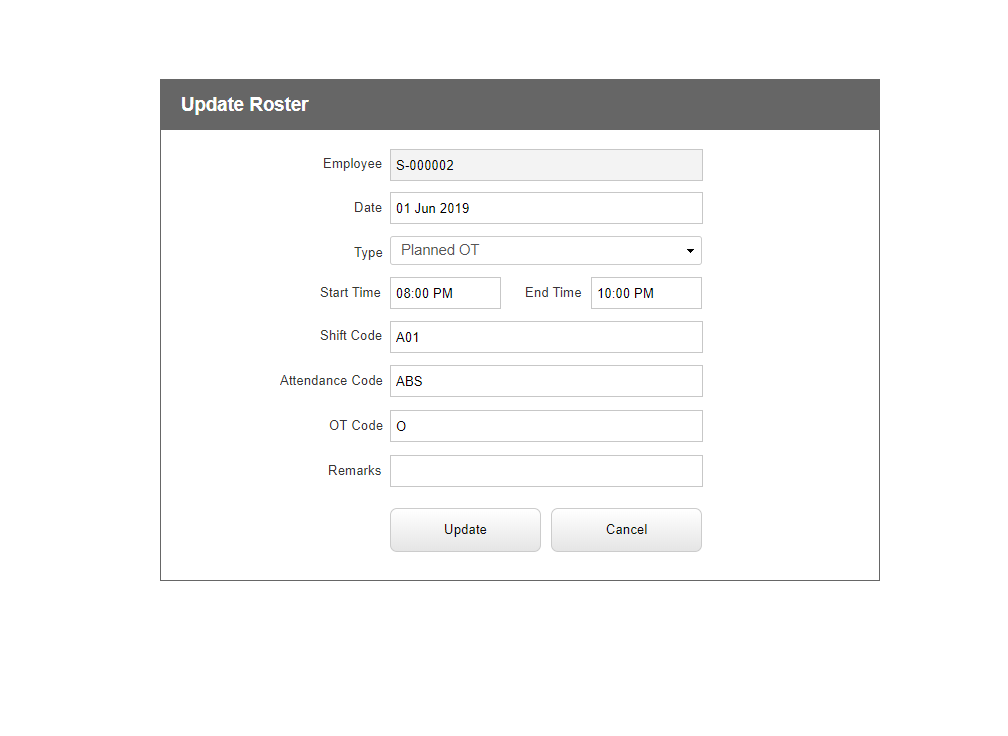 Update Roster
Employee S-000002
Date 01 Jun 2019
Type Planned OT
Start Time 08:00 PM End Time 10:00 PM
Shift Code A01
Attendance Code ABS
OT Code O
Remarks
Update Cancel